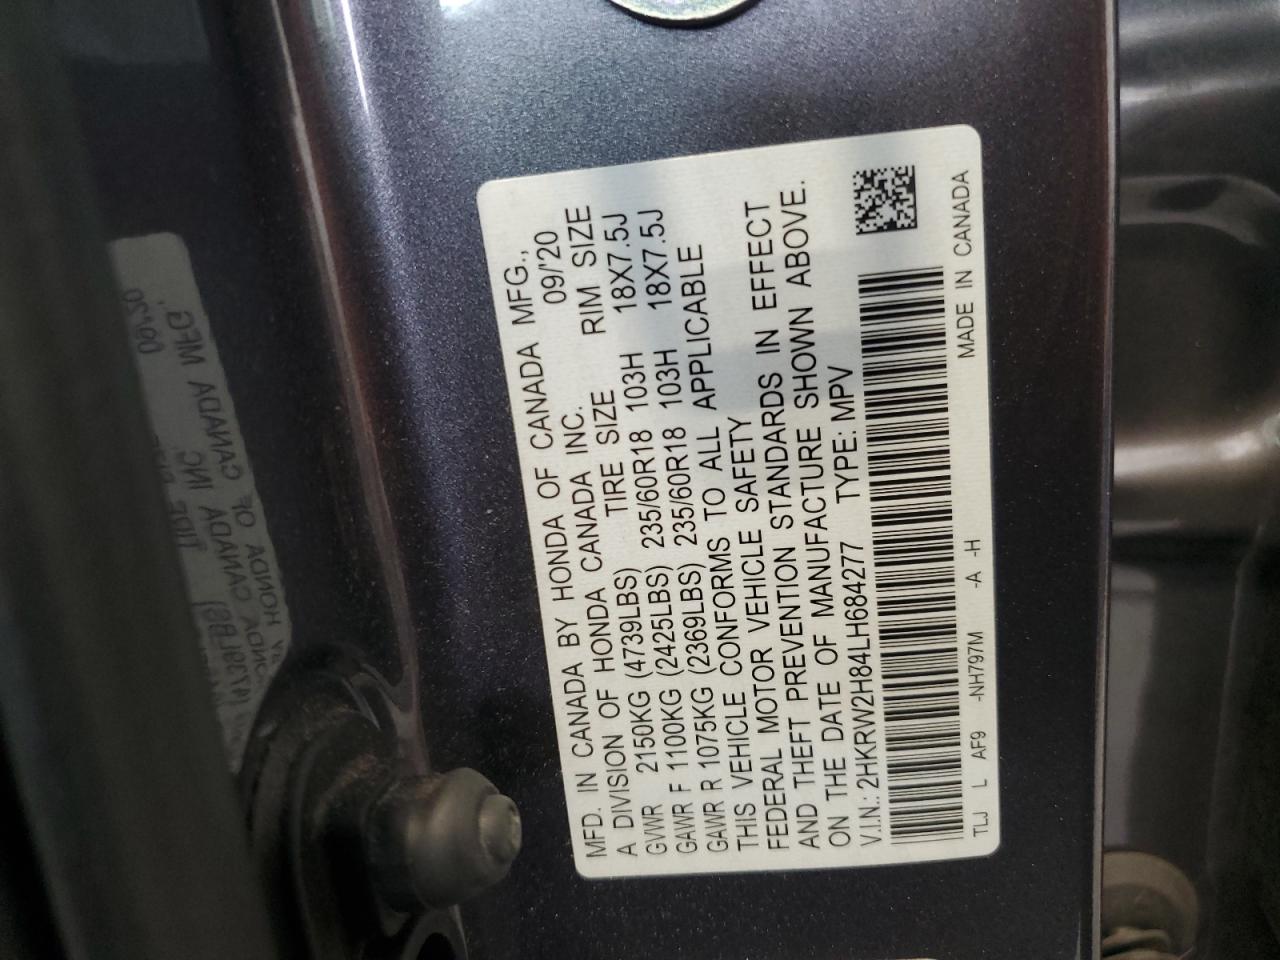 MFD. IN CANADA BY HONDA OF CANADA MFG.,
A DIVISION OF HONDA CANADA INC. 09/'20
GVWR 2150KG (4739LBS) TIRE SIZE RIM SIZE
GAWR F 1100KG (2425LBS) 235/60R18 103H 18X7.5J
GAWR R 1075KG (2369LBS) 235/60R18 103H 18X7.5J
THIS VEHICLE CONFORMS TO ALL APPLICABLE
FEDERAL MOTOR VEHICLE SAFETY
AND THEFT PREVENTION STANDARDS IN EFFECT
ON THE DATE OF MANUFACTURE SHOWN ABOVE.
V.I.N.: 2HKRW2H84LH684277 TYPE: MPV
TLJ L AF9 -NH797M -A -H MADE IN CANADA